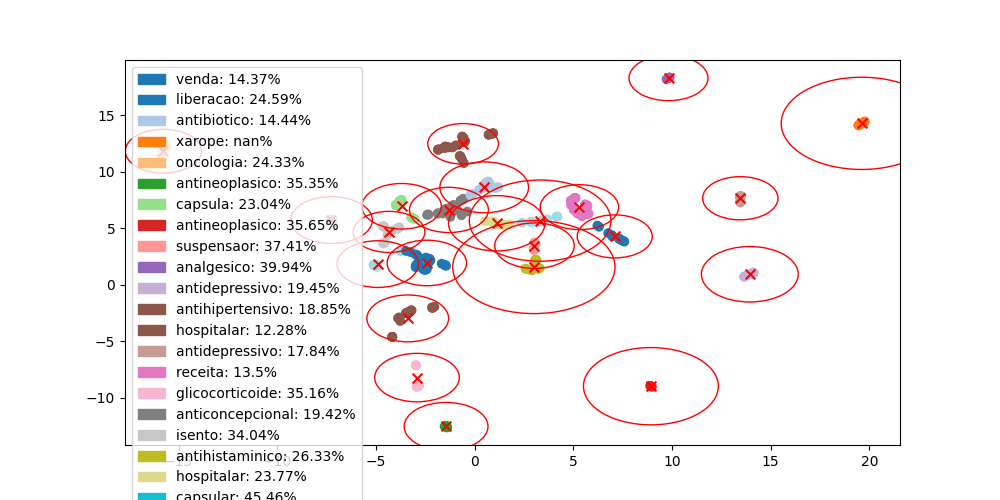 venda: 14.37%
liberacao: 24.59%
antibiotico: 14.44%
xarope: nan%
oncologia: 24.33%
antineoplasico: 35.35%
capsula: 23.04%
antineoplasico: 35.65%
suspensaor: 37.41%
analgesico: 39.94%
antidepressivo: 19.45%
antihipertensivo: 18.85%
hospitalar: 12.28%
antidepressivo: 17.84%
receita: 13.5%
glicocorticoide: 35.16%
anticoncepcional: 19.42%
isento: 34.04%
antihistaminico: 26.33%
hospitalar: 23.77%
capsular: 45.46%
15
10
5
0
−5
−10
−15 −10 −5 0 5 10 15 20